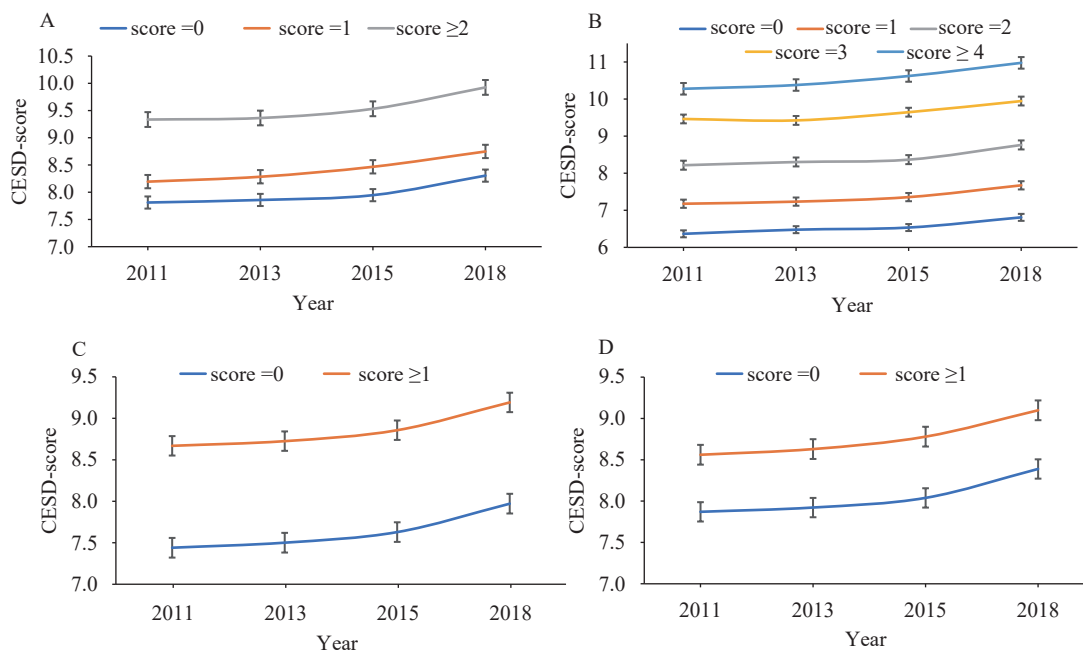 A
score =0 score =1 score ≥2
10.5
10.0
9.5
9.0
8.5
8.0
7.5
7.0
CESD-score
2011 2013 2015 2018
Year
B
score =0 score =1 score =2
score =3 score ≥ 4
11
10
9
8
7
6
CESD-score
2011 2013 2015 2018
Year
C
score =0 score ≥1
9.5
9.0
8.5
8.0
7.5
7.0
CESD-score
2011 2013 2015 2018
Year
D
score =0 score ≥1
9.5
9.0
8.5
8.0
7.5
7.0
CESD-score
2011 2013 2015 2018
Year